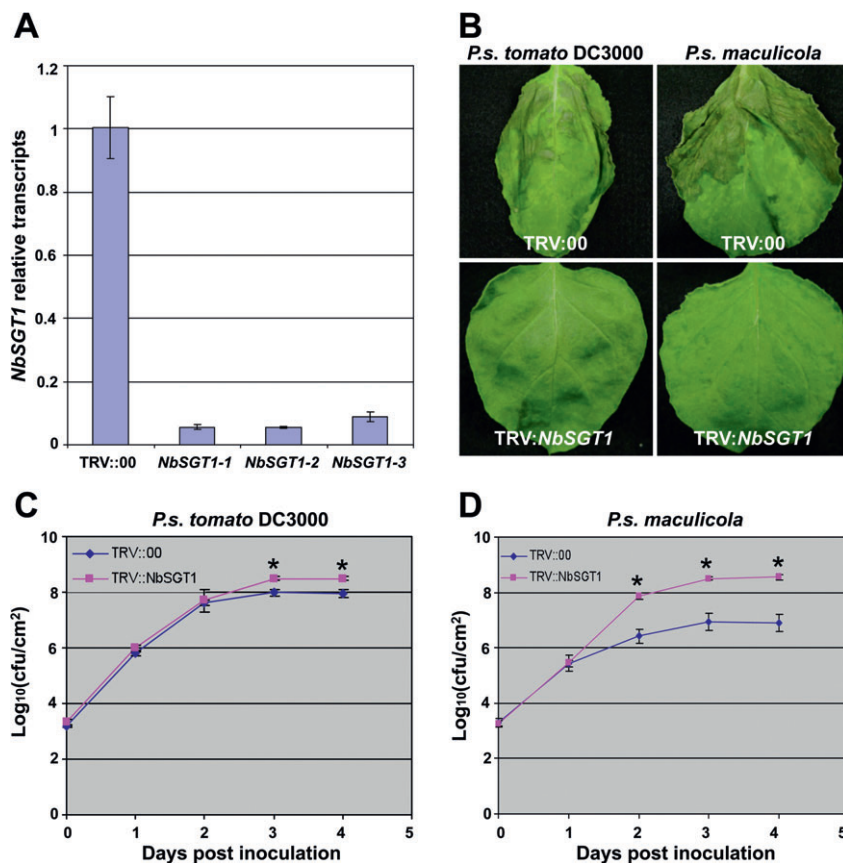 A
NbSGT1 relative transcripts
1.2
1
0.8
0.6
0.4
0.2
0
TRV::00
NbSGT1-1
NbSGT1-2
NbSGT1-3
B
P.s. tomato DC3000
P.s. maculicola
TRV:00
TRV:00
TRV:NbSGT1
TRV:NbSGT1
C
P.s. tomato DC3000
Log10(cfu/cm2)
10
8
6
4
2
0
TRV::00
TRV::NbSGT1
*
*
0
1
2
3
4
5
Days post inoculation
D
P.s. maculicola
Log10(cfu/cm2)
10
8
6
4
2
0
TRV::00
TRV::NbSGT1
*
*
*
0
1
2
3
4
5
Days post inoculation